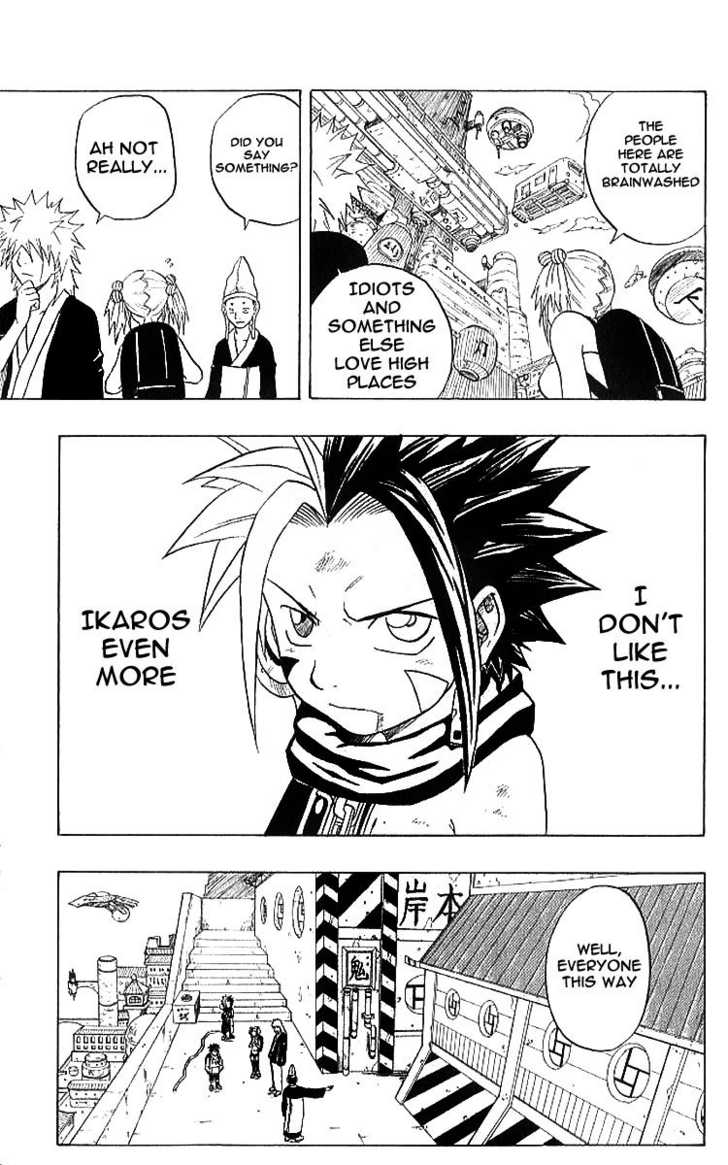 THE
PEOPLE
HERE ARE
TOTALLY
BRAINWASHED
IDIOTS
AND
SOMETHING
ELSE
LOVE HIGH
PLACES
DID YOU
SAY
SOMETHING?
AH NOT
REALLY...
I
DON'T
LIKE
THIS...
IKAROS
EVEN
MORE
WELL,
EVERYONE
THIS WAY
岸本